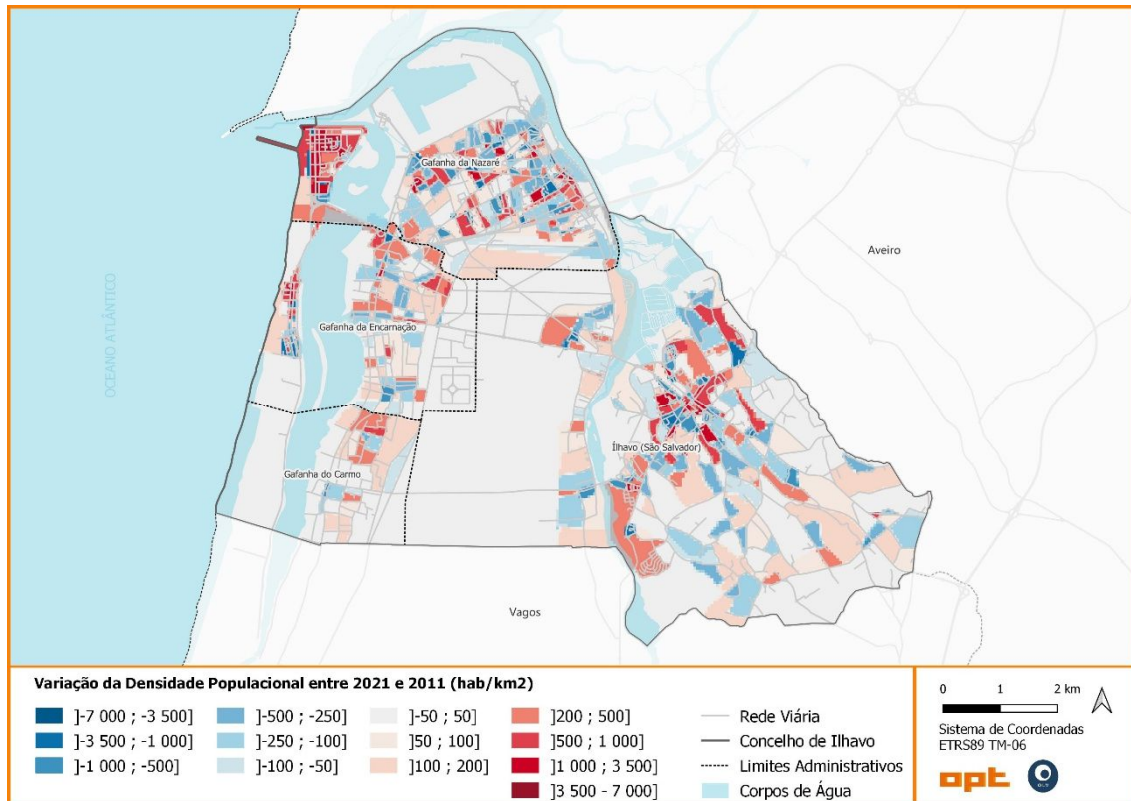 Gafanha da Nazaré
Aveiro
OCEANO ATLÂNTICO
Gafanha da Encarnação
Ílhavo (São Salvador)
Gafanha do Carmo
Vagos
Variação da Densidade Populacional entre 2021 e 2011 (hab/km2)
]-7 000 ; -3 500]
]-3 500 ; -1 000]
]-1 000 ; -500]
]-500 ; -250]
]-250 ; -100]
]-100 ; -50]
]-50 ; 50]
]50 ; 100]
]100 ; 200]
]200 ; 500]
]500 ; 1 000]
]1 000 ; 3 500]
]3 500 - 7 000]
Rede Viária
Concelho de Ilhavo
Limites Administrativos
Corpos de Água
0 1 2 km
Sistema de Coordenadas
ETRS89 TM-06
opt